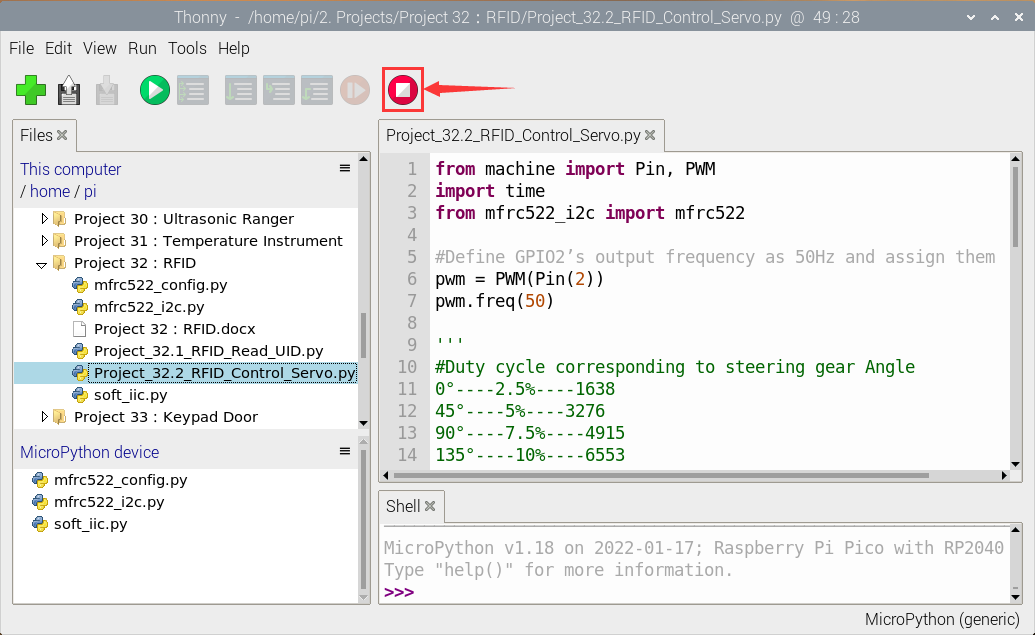 Thonny - /home/pi/2. Projects/Project 32 : RFID/Project_32.2_RFID_Control_Servo.py @ 49 : 28
File Edit View Run Tools Help
Files
This computer
/ home / pi
Project 30 : Ultrasonic Ranger
Project 31 : Temperature Instrument
Project 32 : RFID
mfrc522_config.py
mfrc522_i2c.py
Project 32 : RFID.docx
Project_32.1_RFID_Read_UID.py
Project_32.2_RFID_Control_Servo.py
soft_iic.py
Project 33 : Keypad Door
MicroPython device
mfrc522_config.py
mfrc522_i2c.py
soft_iic.py
Project_32.2_RFID_Control_Servo.py
1 from machine import Pin, PWM
2 import time
3 from mfrc522_i2c import mfrc522
4
5 #Define GPIO2’s output frequency as 50Hz and assign them
6 pwm = PWM(Pin(2))
7 pwm.freq(50)
8
9 '''
10 #Duty cycle corresponding to steering gear Angle
11 0°----2.5%----1638
12 45°----5%----3276
13 90°----7.5%----4915
14 135°----10%----6553
Shell
MicroPython v1.18 on 2022-01-17; Raspberry Pi Pico with RP2040
Type "help()" for more information.
>>>
MicroPython (generic)